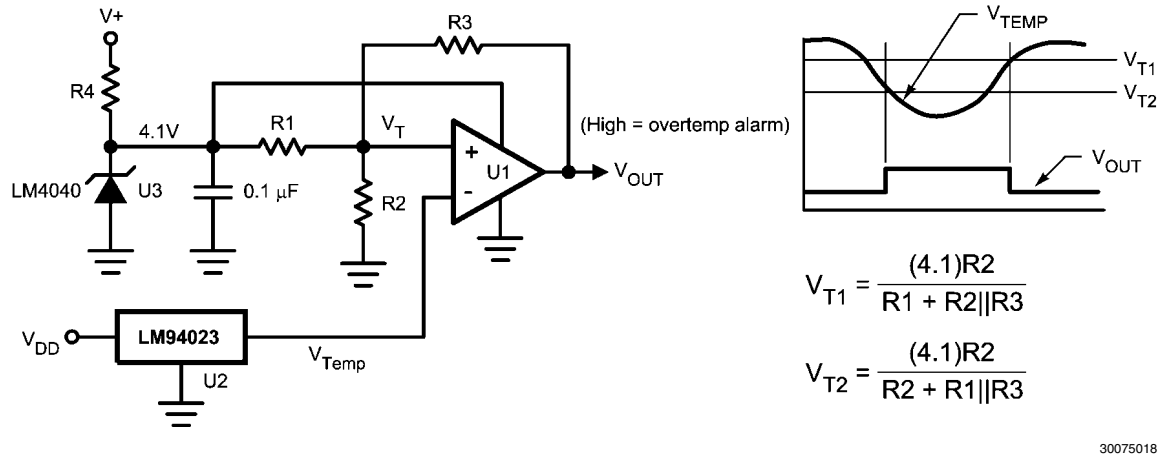 V+
R3
R4
4.1V
R1
V_T
(High = overtemp alarm)
+
U1
-
V_OUT
LM4040
U3
0.1 µF
R2
V_DD
LM94023
V_Temp
U2
V_TEMP
V_T1
V_T2
V_OUT
V_T1 = (4.1)R2 / R1 + R2||R3
V_T2 = (4.1)R2 / R2 + R1||R3
30075018